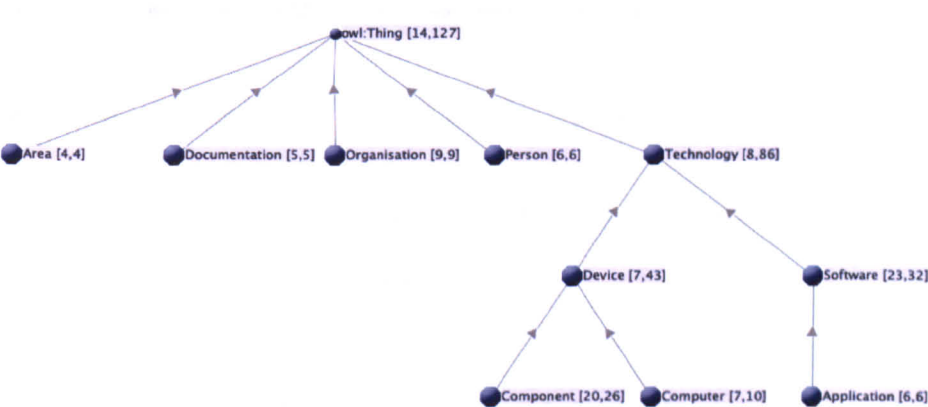 owl:Thing [14,127]
Area [4,4]
Documentation [5,5]
Organisation [9,9]
Person [6,6]
Technology [8,86]
Device [7,43]
Software [23,32]
Component [20,26]
Computer [7,10]
Application [6,6]